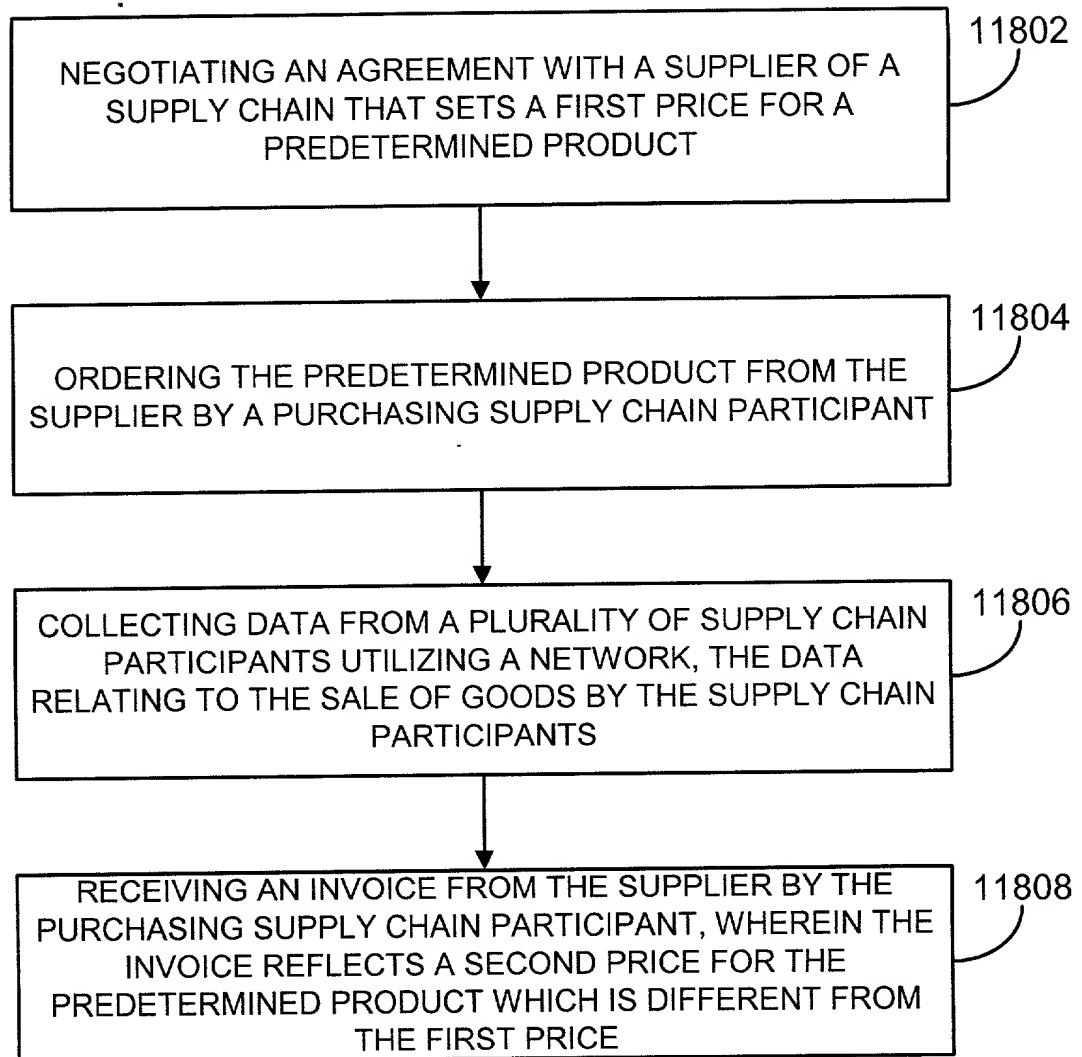 11802
NEGOTIATING AN AGREEMENT WITH A SUPPLIER OF A
SUPPLY CHAIN THAT SETS A FIRST PRICE FOR A
PREDETERMINED PRODUCT
11804
ORDERING THE PREDETERMINED PRODUCT FROM THE
SUPPLIER BY A PURCHASING SUPPLY CHAIN PARTICIPANT
11806
COLLECTING DATA FROM A PLURALITY OF SUPPLY CHAIN
PARTICIPANTS UTILIZING A NETWORK, THE DATA
RELATING TO THE SALE OF GOODS BY THE SUPPLY CHAIN
PARTICIPANTS
11808
RECEIVING AN INVOICE FROM THE SUPPLIER BY THE
PURCHASING SUPPLY CHAIN PARTICIPANT, WHEREIN THE
INVOICE REFLECTS A SECOND PRICE FOR THE
PREDETERMINED PRODUCT WHICH IS DIFFERENT FROM
THE FIRST PRICE